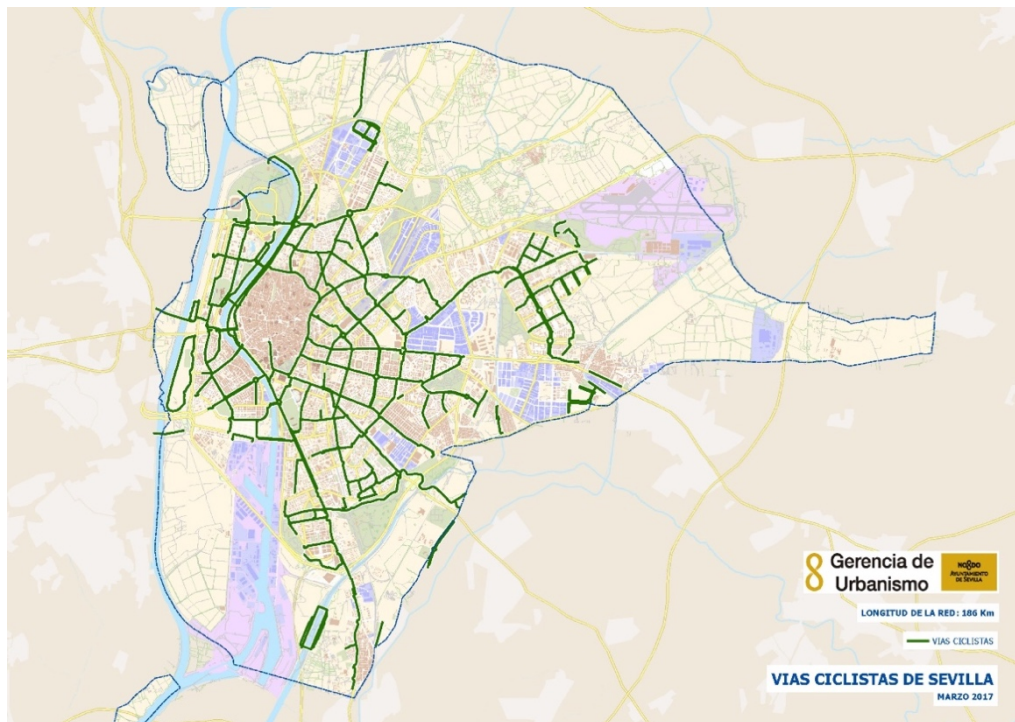 Gerencia de
Urbanismo
NO8DO
AYUNTAMIENTO
DE SEVILLA
LONGITUD DE LA RED: 186 Km
VIAS CICLISTAS
VIAS CICLISTAS DE SEVILLA
MARZO 2017